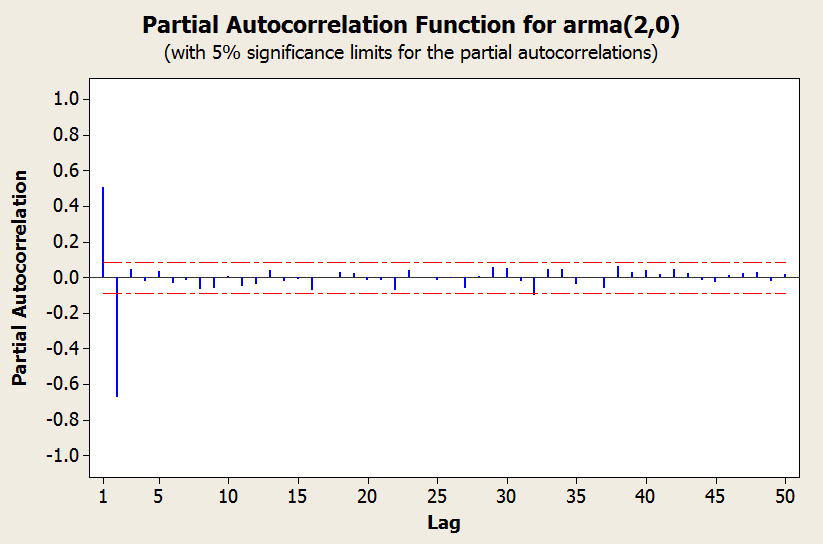 Partial Autocorrelation Function for arma(2,0)
(with 5% significance limits for the partial autocorrelations)
1.0
0.8
0.6
0.4
0.2
0.0
-0.2
-0.4
-0.6
-0.8
-1.0
Partial Autocorrelation
1 5 10 15 20 25 30 35 40 45 50
Lag